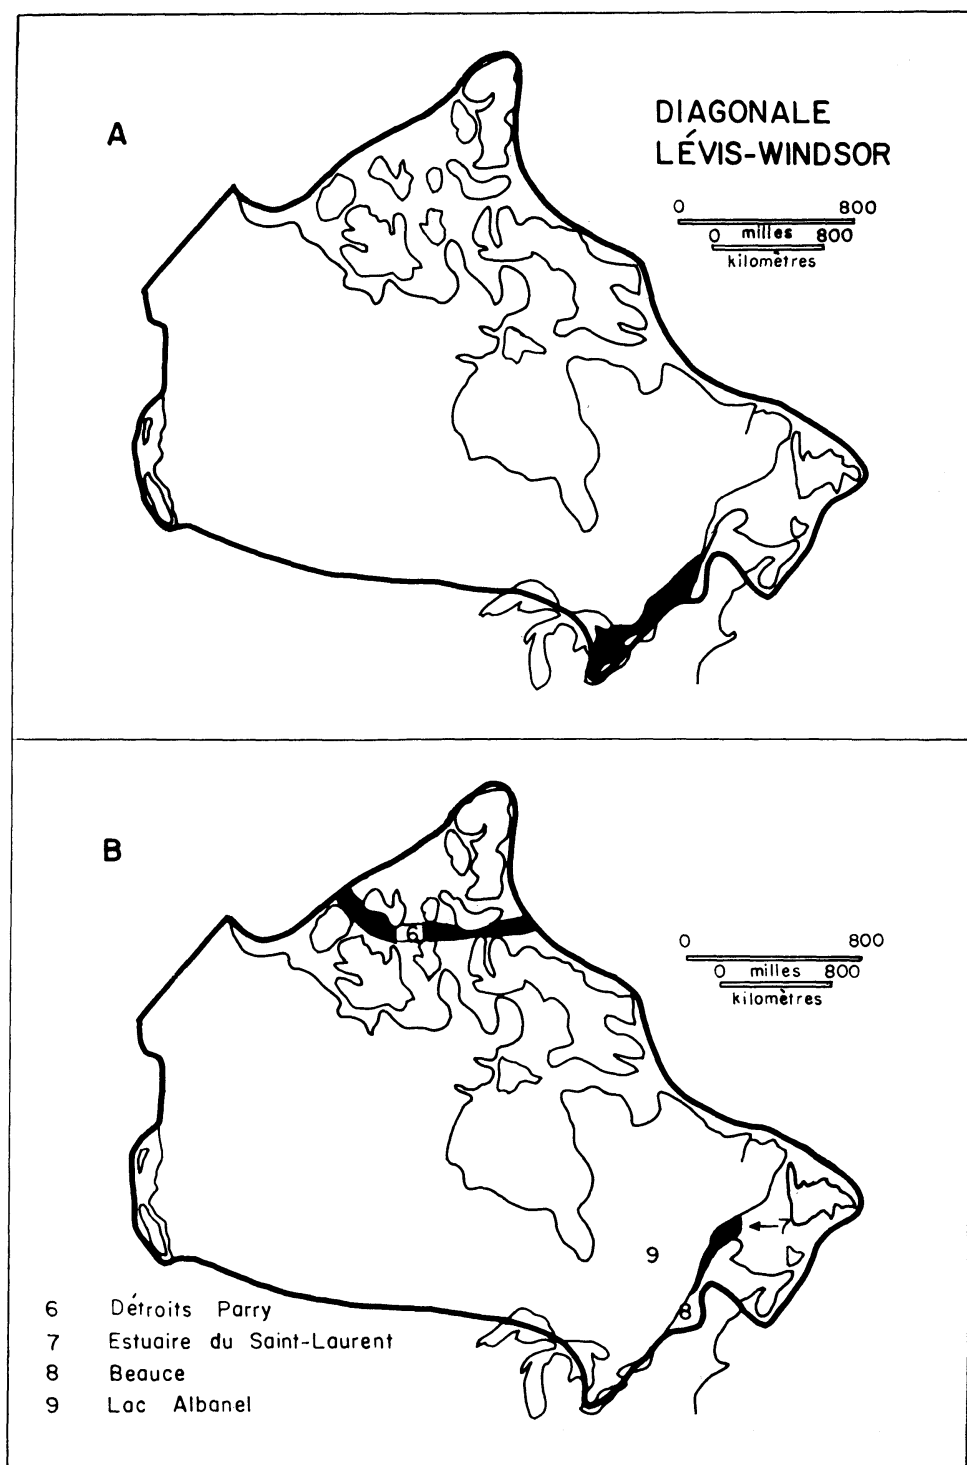 A
DIAGONALE
LÉVIS-WINDSOR
0 800
milles
0 800
kilomètres
B
6
0 800
0 milles 800
kilomètres
7
9
8
6 Détroits Parry
7 Estuaire du Saint-Laurent
8 Beauce
9 Lac Albanel